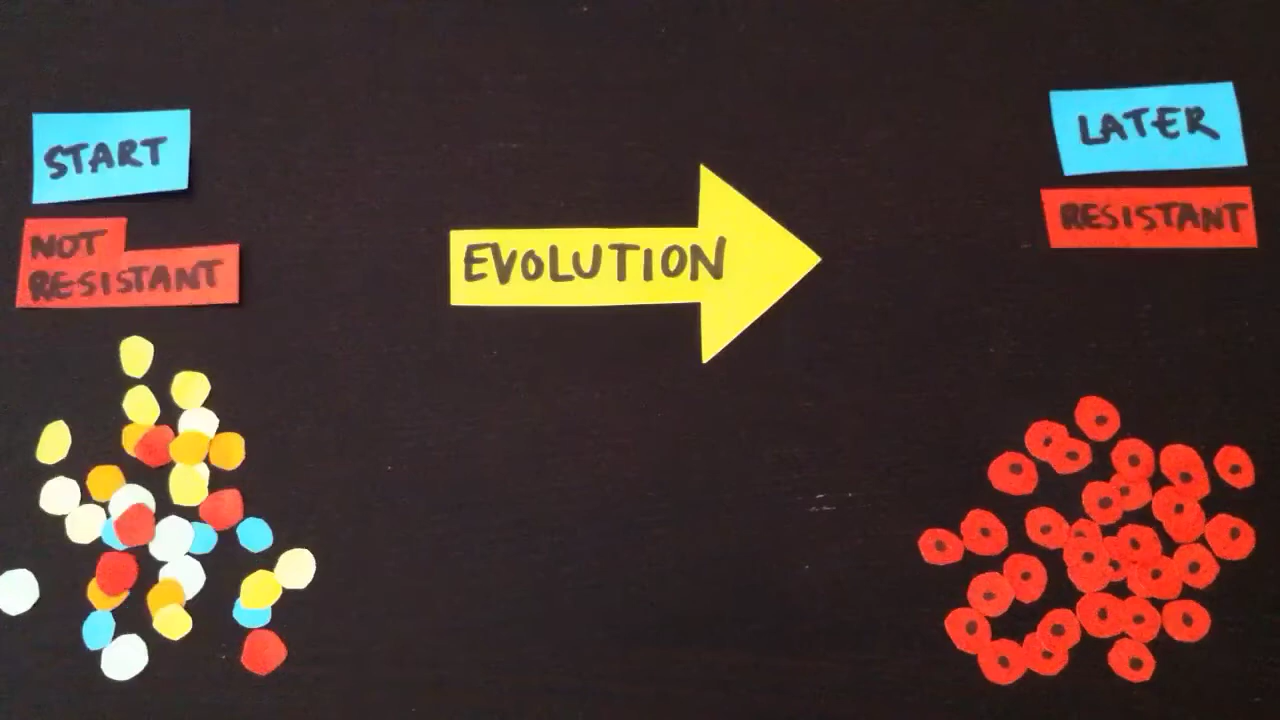 START
NOT
RESISTANT
EVOLUTION
LATER
RESISTANT